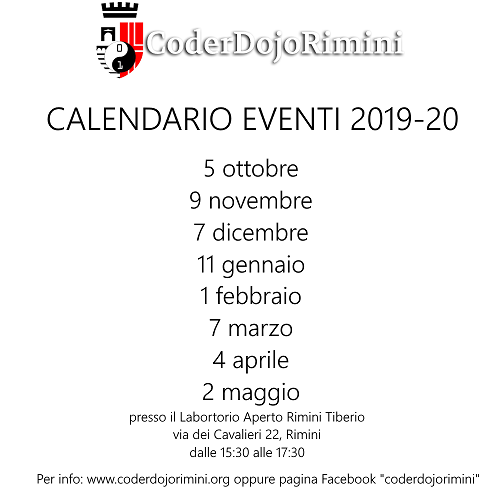 0
1
CoderDojoRimini
CALENDARIO EVENTI 2019-20
5 ottobre
9 novembre
7 dicembre
11 gennaio
1 febbraio
7 marzo
4 aprile
2 maggio
presso il Labortorio Aperto Rimini Tiberio
via dei Cavalieri 22, Rimini
dalle 15:30 alle 17:30
Per info: www.coderdojorimini.org oppure pagina Facebook "coderdojorimini"